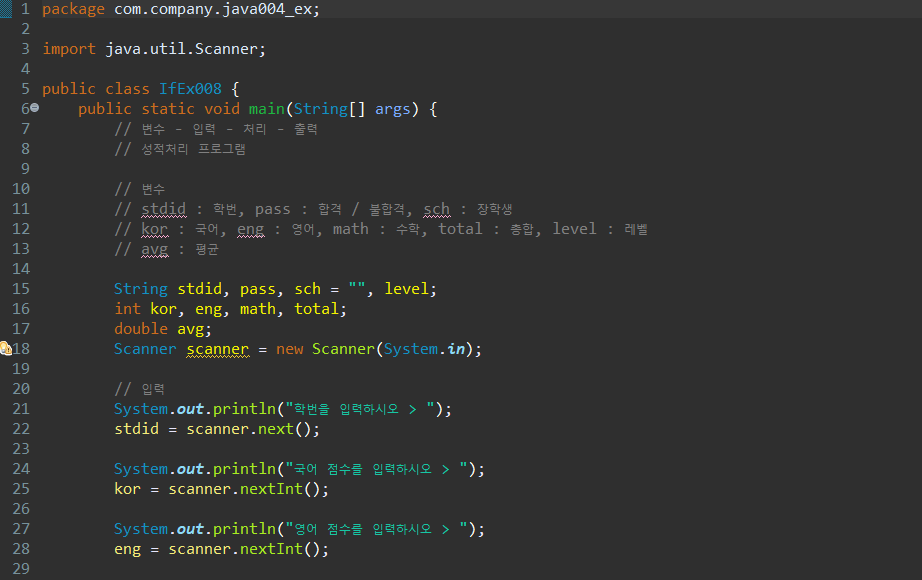 1 package com.company.java004_ex;
2
3 import java.util.Scanner;
4
5 public class IfEx008 {
6 public static void main(String[] args) {
7 // 변수 - 입력 - 처리 - 출력
8 // 성적처리 프로그램
9
10 // 변수
11 // stdid : 학번, pass : 합격 / 불합격, sch : 장학생
12 // kor : 국어, eng : 영어, math : 수학, total : 총합, level : 레벨
13 // avg : 평균
14
15 String stdid, pass, sch = "", level;
16 int kor, eng, math, total;
17 double avg;
18 Scanner scanner = new Scanner(System.in);
19
20 // 입력
21 System.out.println("학번을 입력하시오 > ");
22 stdid = scanner.next();
23
24 System.out.println("국어 점수를 입력하시오 > ");
25 kor = scanner.nextInt();
26
27 System.out.println("영어 점수를 입력하시오 > ");
28 eng = scanner.nextInt();
29